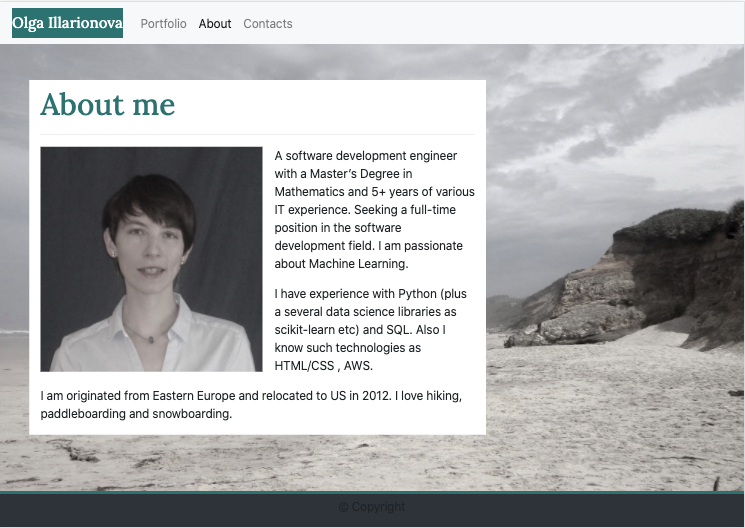 Olga Illarionova Portfolio About Contacts
About me
A software development engineer
with a Master’s Degree in
Mathematics and 5+ years of various
IT experience. Seeking a full-time
position in the software
development field. I am passionate
about Machine Learning.
I have experience with Python (plus
a several data science libraries as
scikit-learn etc) and SQL. Also I
know such technologies as
HTML/CSS , AWS.
I am originated from Eastern Europe and relocated to US in 2012. I love hiking,
paddleboarding and snowboarding.
© Copyright